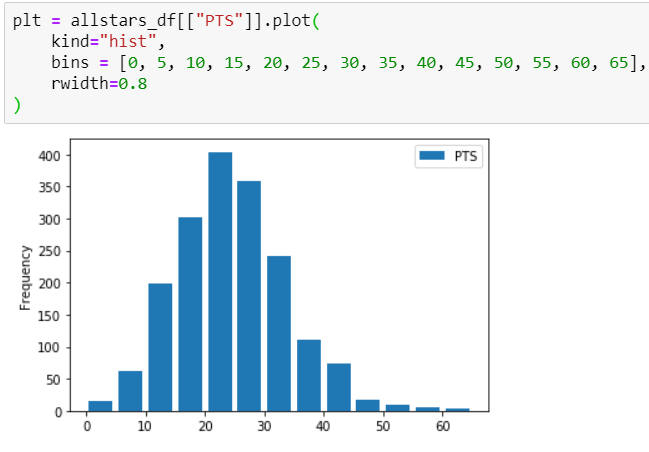 plt = allstars_df[["PTS"]].plot(
    kind="hist",
    bins = [0, 5, 10, 15, 20, 25, 30, 35, 40, 45, 50, 55, 60, 65],
    rwidth=0.8
)
PTS
400
350
300
250
200
150
100
50
0
Frequency
0 10 20 30 40 50 60